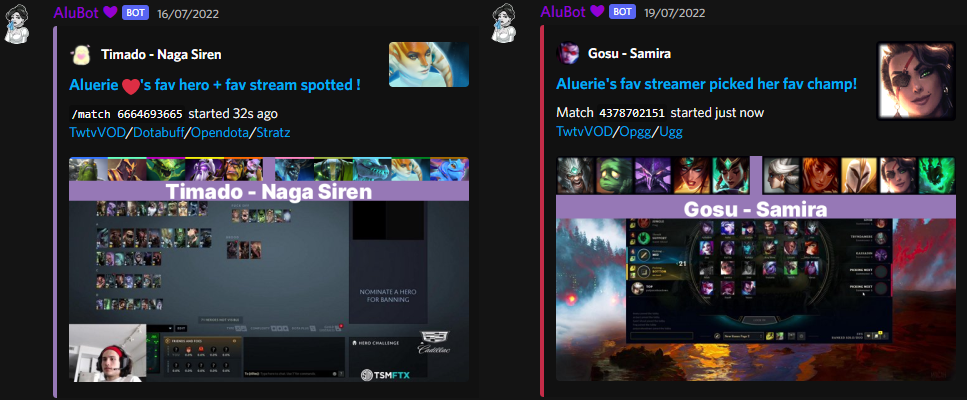 AluBot BOT 16/07/2022
Timado - Naga Siren
Aluerie ❤'s fav hero + fav stream spotted !
/match 6664693665 started 32s ago
TwtvVOD/Dotabuff/Opendota/Stratz
Timado - Naga Siren
NOMINATE A HERO
FOR BANNING
HERO CHALLENGE
Cadillac
TSMFTX
AluBot BOT 19/07/2022
Gosu - Samira
Aluerie's fav streamer picked her fav champ!
Match 4378702151 started just now
TwtvVOD/Opgg/Ugg
Gosu - Samira
-21
TOP